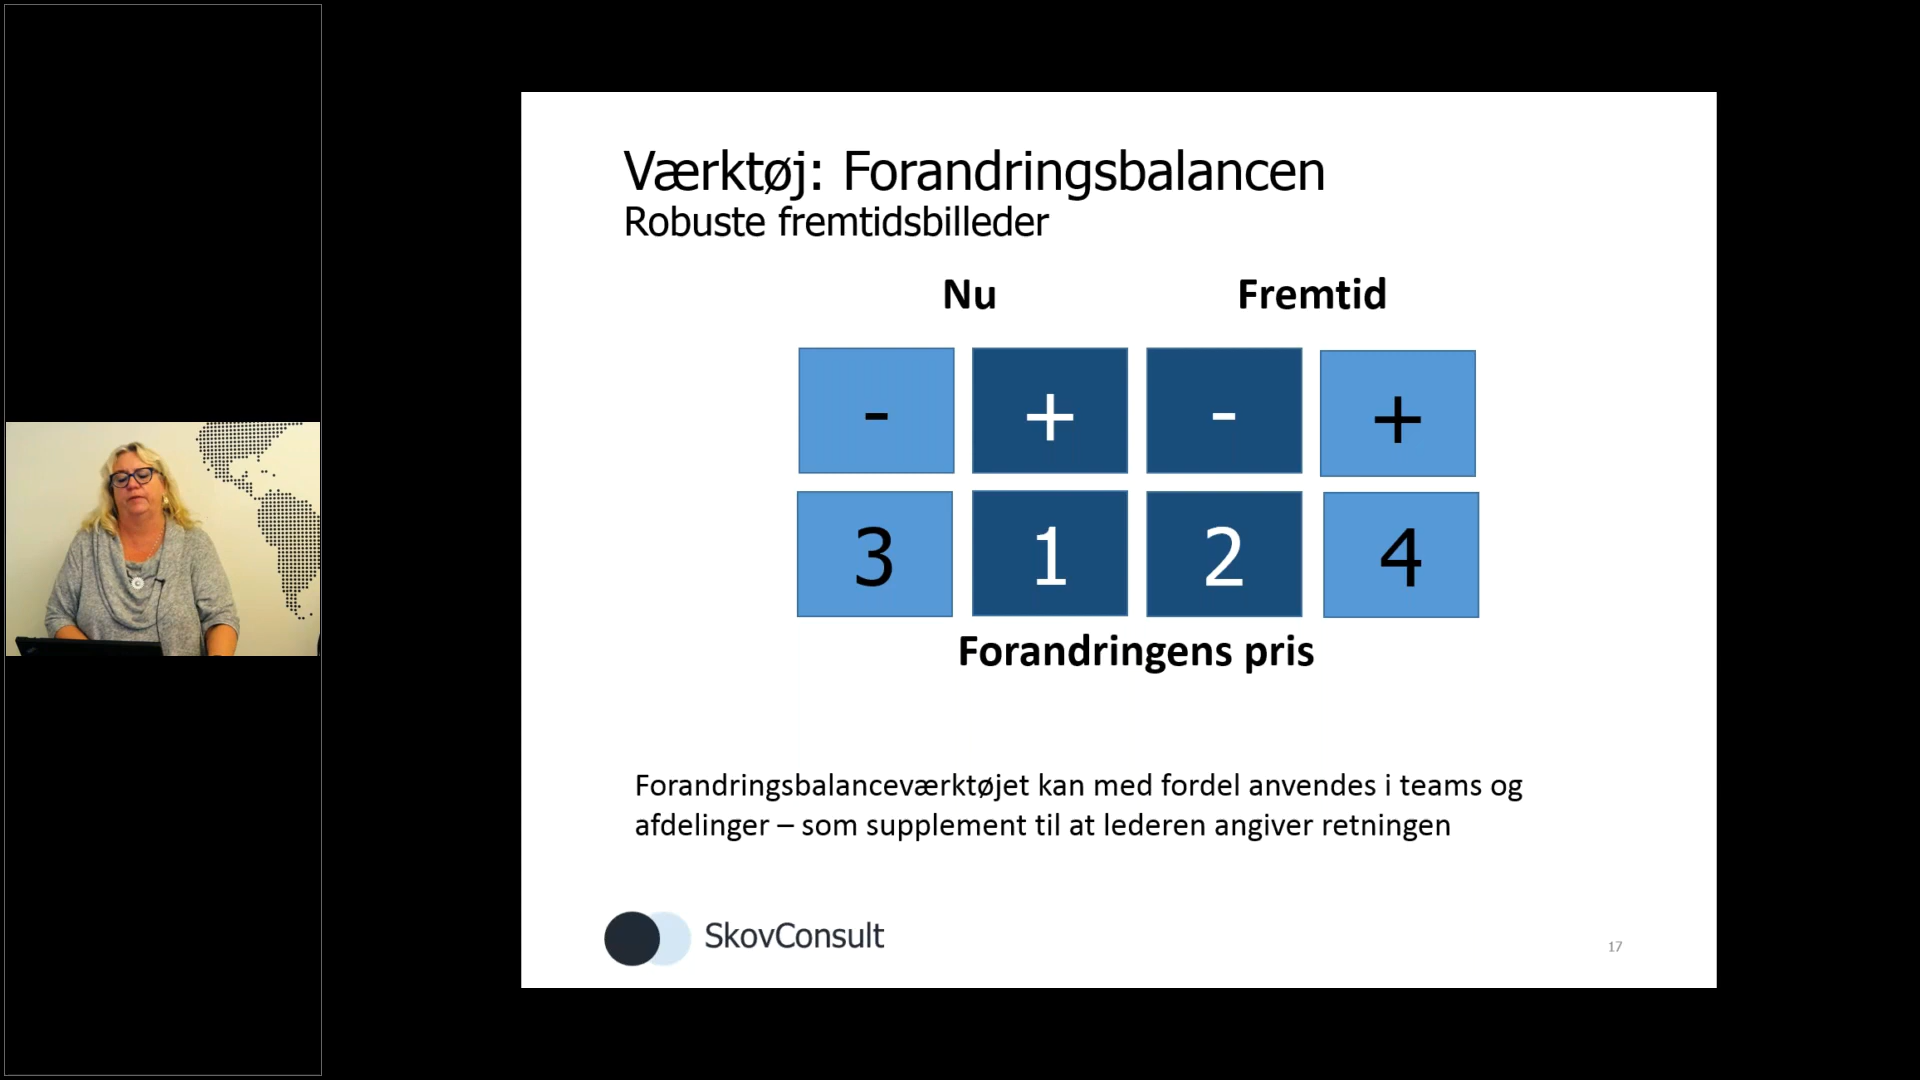 Værktøj: Forandringsbalancen
Robuste fremtidsbilleder
Nu Fremtid
- + - +
3 1 2 4
Forandringens pris
Forandringsbalanceværktøjet kan med fordel anvendes i teams og
afdelinger – som supplement til at lederen angiver retningen
SkovConsult
17